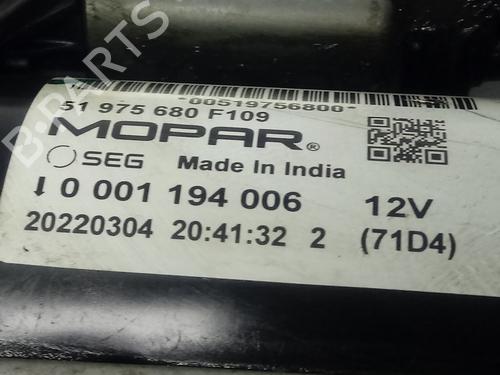 B-PARTS
-00519756800-
51 975 680 F109
MOPAR®
SEG Made In India
0 001 194 006 12V
20220304 20:41:32 2 (71D4)